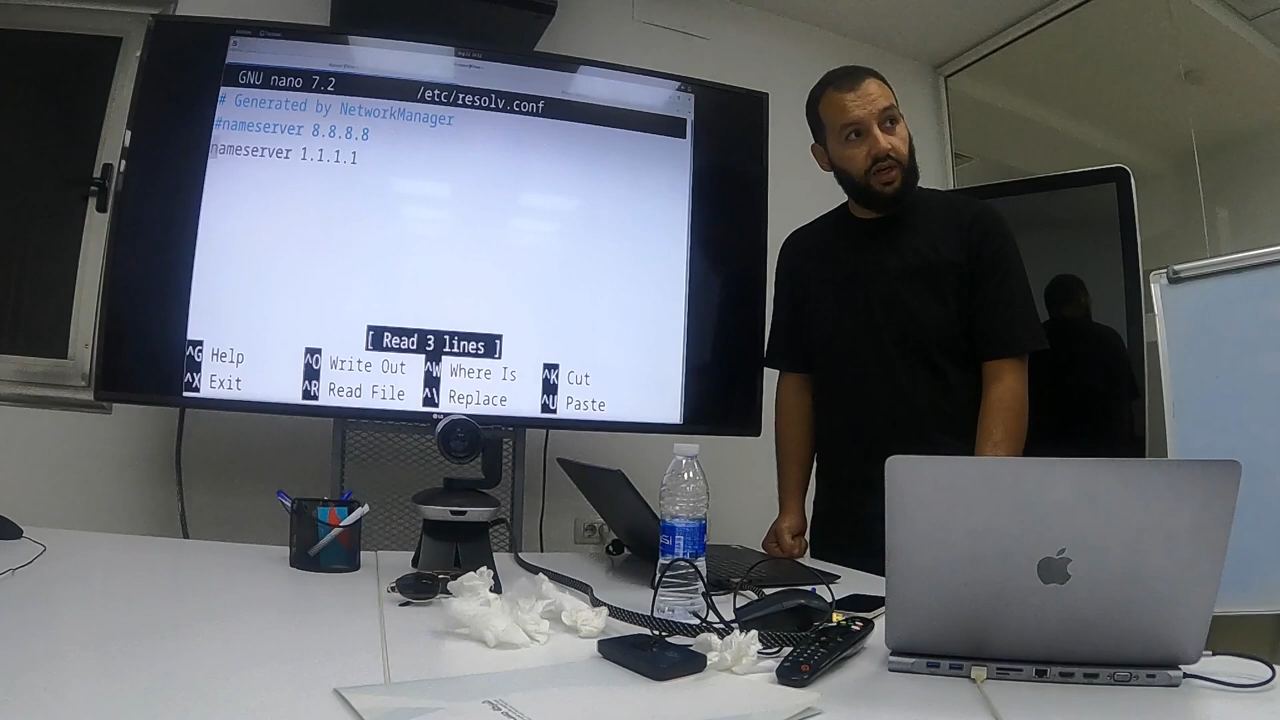 GNU nano 7.2
/etc/resolv.conf
# Generated by NetworkManager
#nameserver 8.8.8.8
nameserver 1.1.1.1
[ Read 3 lines ]
^G Help
^O Write Out
^W Where Is
^K Cut
^X Exit
^R Read File
^\ Replace
^U Paste
LG